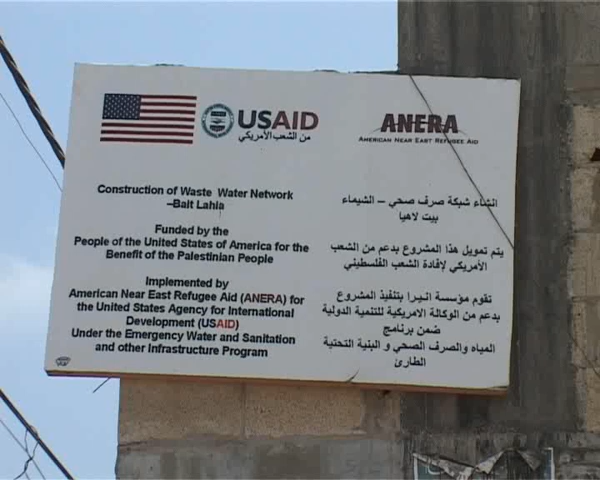 USAID
من الشعب الأمريكي
ANERA
AMERICAN NEAR EAST REFUGEE AID
Construction of Waste Water Network
–Bait Lahia
Funded by the
People of the United States of America for the
Benefit of the Palestinian People
Implemented by
American Near East Refugee Aid (ANERA) for
the United States Agency for International
Development (USAID)
Under the Emergency Water and Sanitation
and other Infrastructure Program
انشاء شبكة صرف صحي – الشيماء
بيت لاهيا
يتم تمويل هذا المشروع بدعم من الشعب
الأمريكي لإفادة الشعب الفلسطيني
تقوم مؤسسة انيرا بتنفيذ المشروع
بدعم من الوكالة الامريكية للتنمية الدولية
ضمن برنامج
المياه والصرف الصحي و البنية التحتية
الطارئ